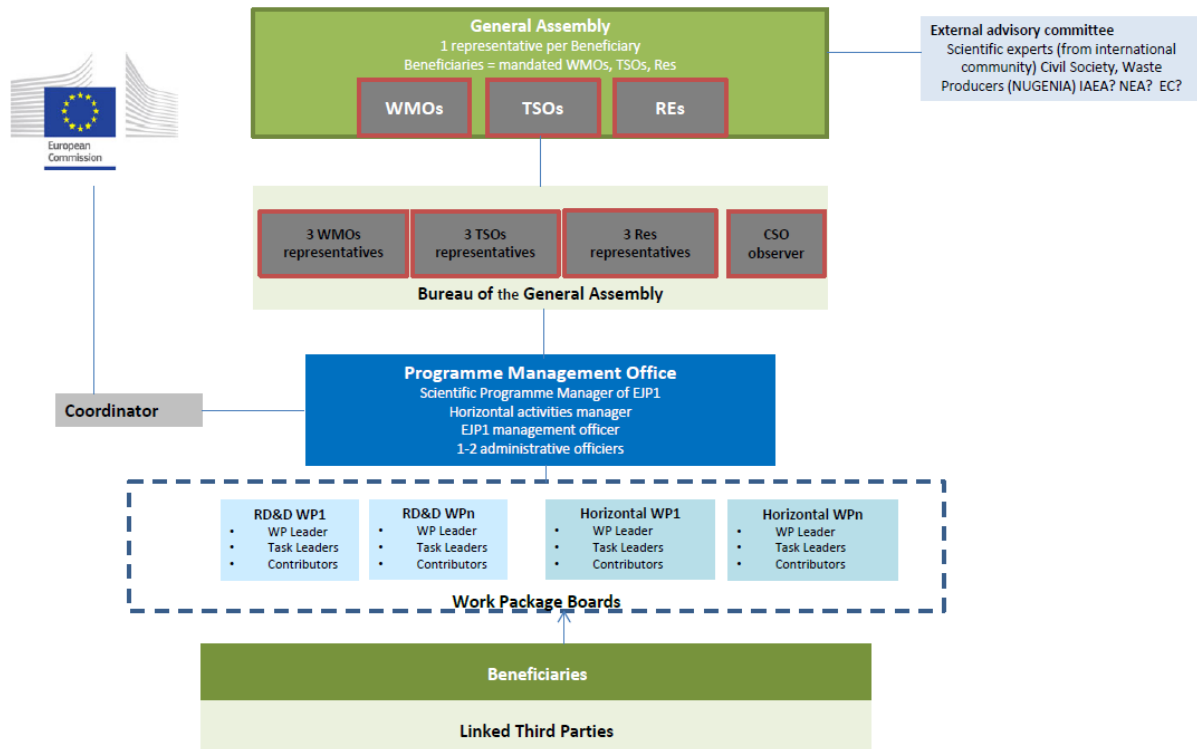 General Assembly
1 representative per Beneficiary
Beneficiaries = mandated WMOs, TSOs, Res
WMOs
TSOs
REs
External advisory committee
Scientific experts (from international
community) Civil Society, Waste
Producers (NUGENIA) IAEA? NEA? EC?
European
Commission
3 WMOs
representatives
3 TSOs
representatives
3 Res
representatives
CSO
observer
Bureau of the General Assembly
Programme Management Office
Scientific Programme Manager of EJP1
Horizontal activities manager
EJP1 management officer
1-2 administrative officiers
Coordinator
RD&D WP1
• WP Leader
• Task Leaders
• Contributors
RD&D WPn
• WP Leader
• Task Leaders
• Contributors
Horizontal WP1
• WP Leader
• Task Leaders
• Contributors
Horizontal WPn
• WP Leader
• Task Leaders
• Contributors
Work Package Boards
Beneficiaries
Linked Third Parties